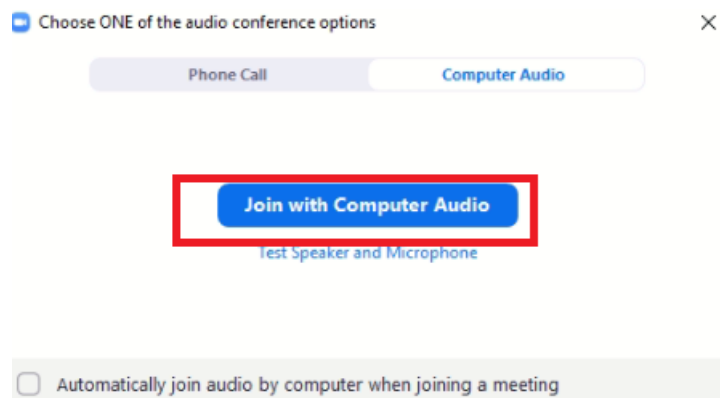 Choose ONE of the audio conference options
Phone Call Computer Audio
Join with Computer Audio
Test Speaker and Microphone
Automatically join audio by computer when joining a meeting